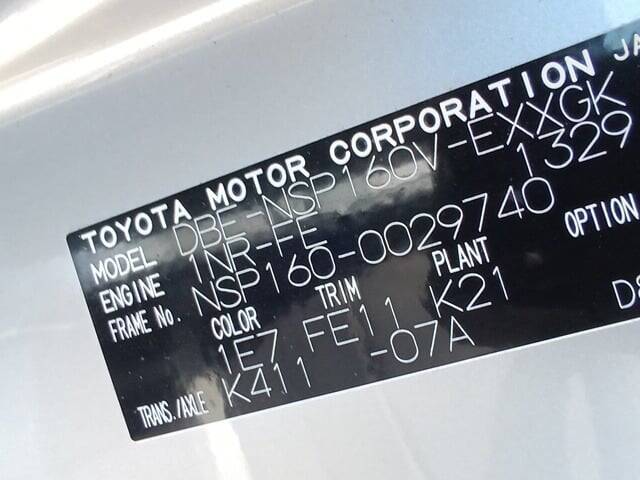 TOYOTA MOTOR CORPORATION JA
MODEL DBE-NSP160V-EXXGK
ENGINE 1NR-FE 1329
FRAME No. NSP160-0029740
COLOR TRIM PLANT OPTION
1E7 FE11 K21
TRANS./AXLE K411 -07A